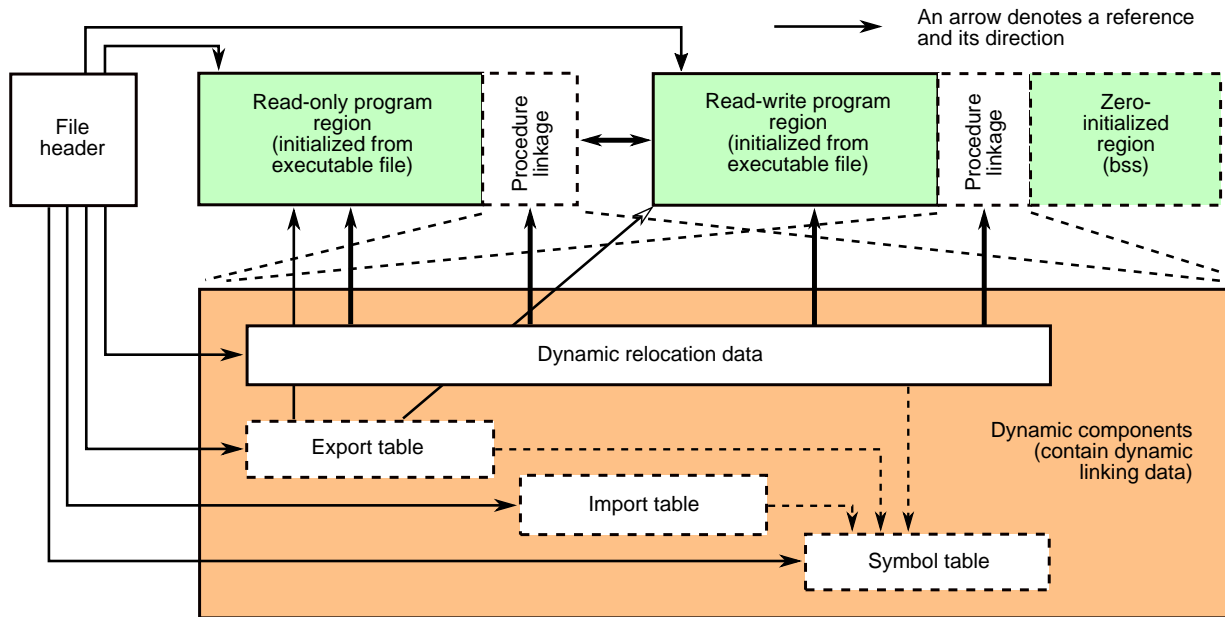 An arrow denotes a reference
and its direction
File
header
Read-only program
region
(initialized from
executable file)
Procedure
linkage
Read-write program
region
(initialized from
executable file)
Procedure
linkage
Zero-
initialized
region
(bss)
Dynamic relocation data
Export table
Dynamic components
(contain dynamic
linking data)
Import table
Symbol table